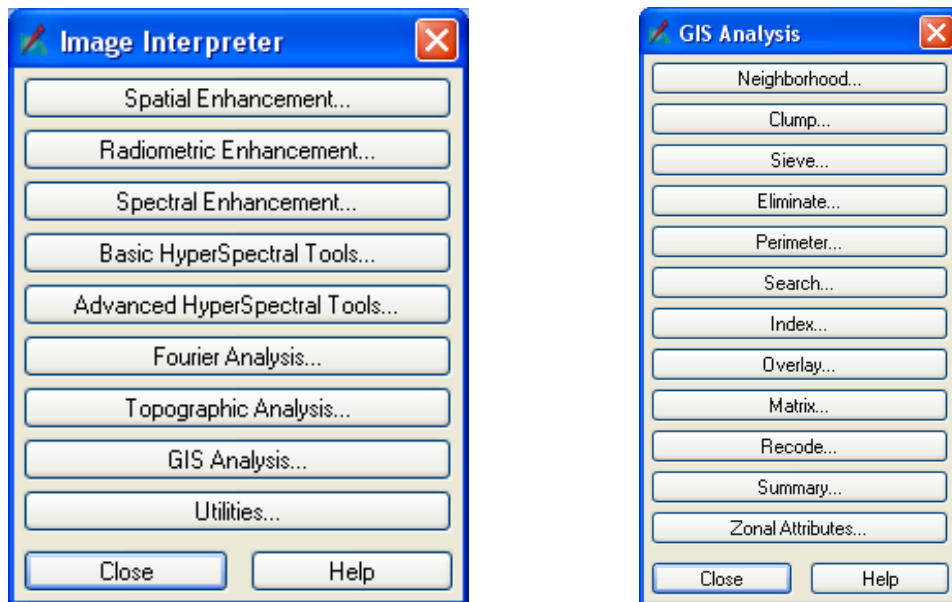 Image Interpreter
Spatial Enhancement...
Radiometric Enhancement...
Spectral Enhancement...
Basic HyperSpectral Tools...
Advanced HyperSpectral Tools...
Fourier Analysis...
Topographic Analysis...
GIS Analysis...
Utilities...
Close Help
GIS Analysis
Neighborhood...
Clump...
Sieve...
Eliminate...
Perimeter...
Search...
Index...
Overlay...
Matrix...
Recode...
Summary...
Zonal Attributes...
Close Help